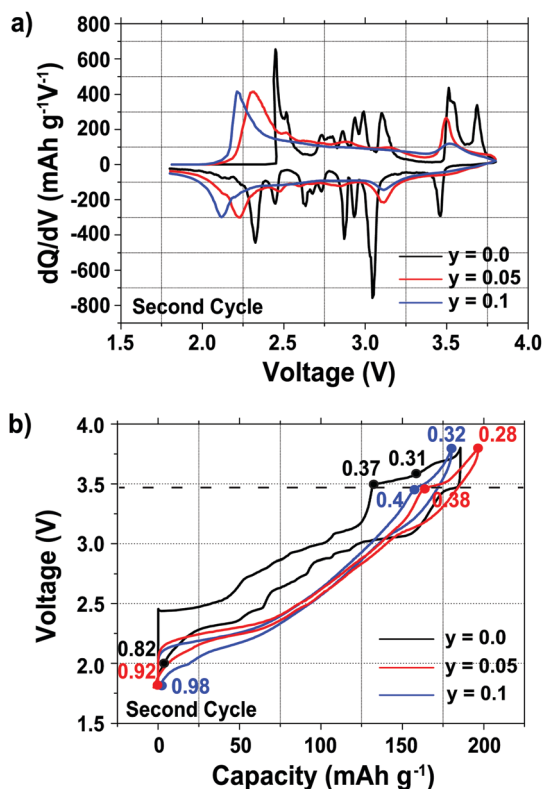 a)
800
600
400
200
0
-200
-400
-600
-800
dQ/dV (mAh g⁻¹V⁻¹)
y = 0.0
y = 0.05
y = 0.1
Second Cycle
1.5 2.0 2.5 3.0 3.5 4.0
Voltage (V)
b)
4.0
3.5
3.0
2.5
2.0
1.5
Voltage (V)
0.32 0.28
0.37 0.31
0.4 0.38
0.82
0.92 0.98
y = 0.0
y = 0.05
y = 0.1
Second Cycle
0 50 100 150 200
Capacity (mAh g⁻¹)